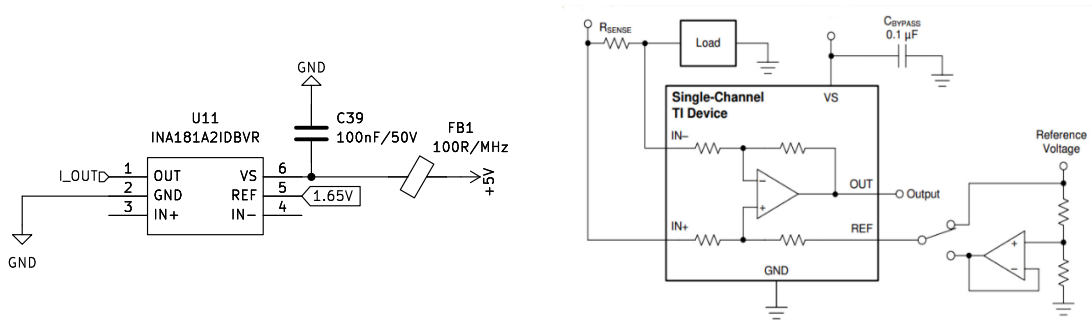 GND
U11
INA181A2IDBVR
C39
100nF/50V
FB1
100R/MHz
I_OUT
1
OUT
VS
6
+5V
2
GND
REF
5
1.65V
3
IN+
IN-
4
GND
RSENSE
Load
CBYPASS
0.1 µF
Single-Channel
TI Device
VS
IN–
–
+
OUT
Output
IN+
REF
GND
Reference
Voltage
+
–